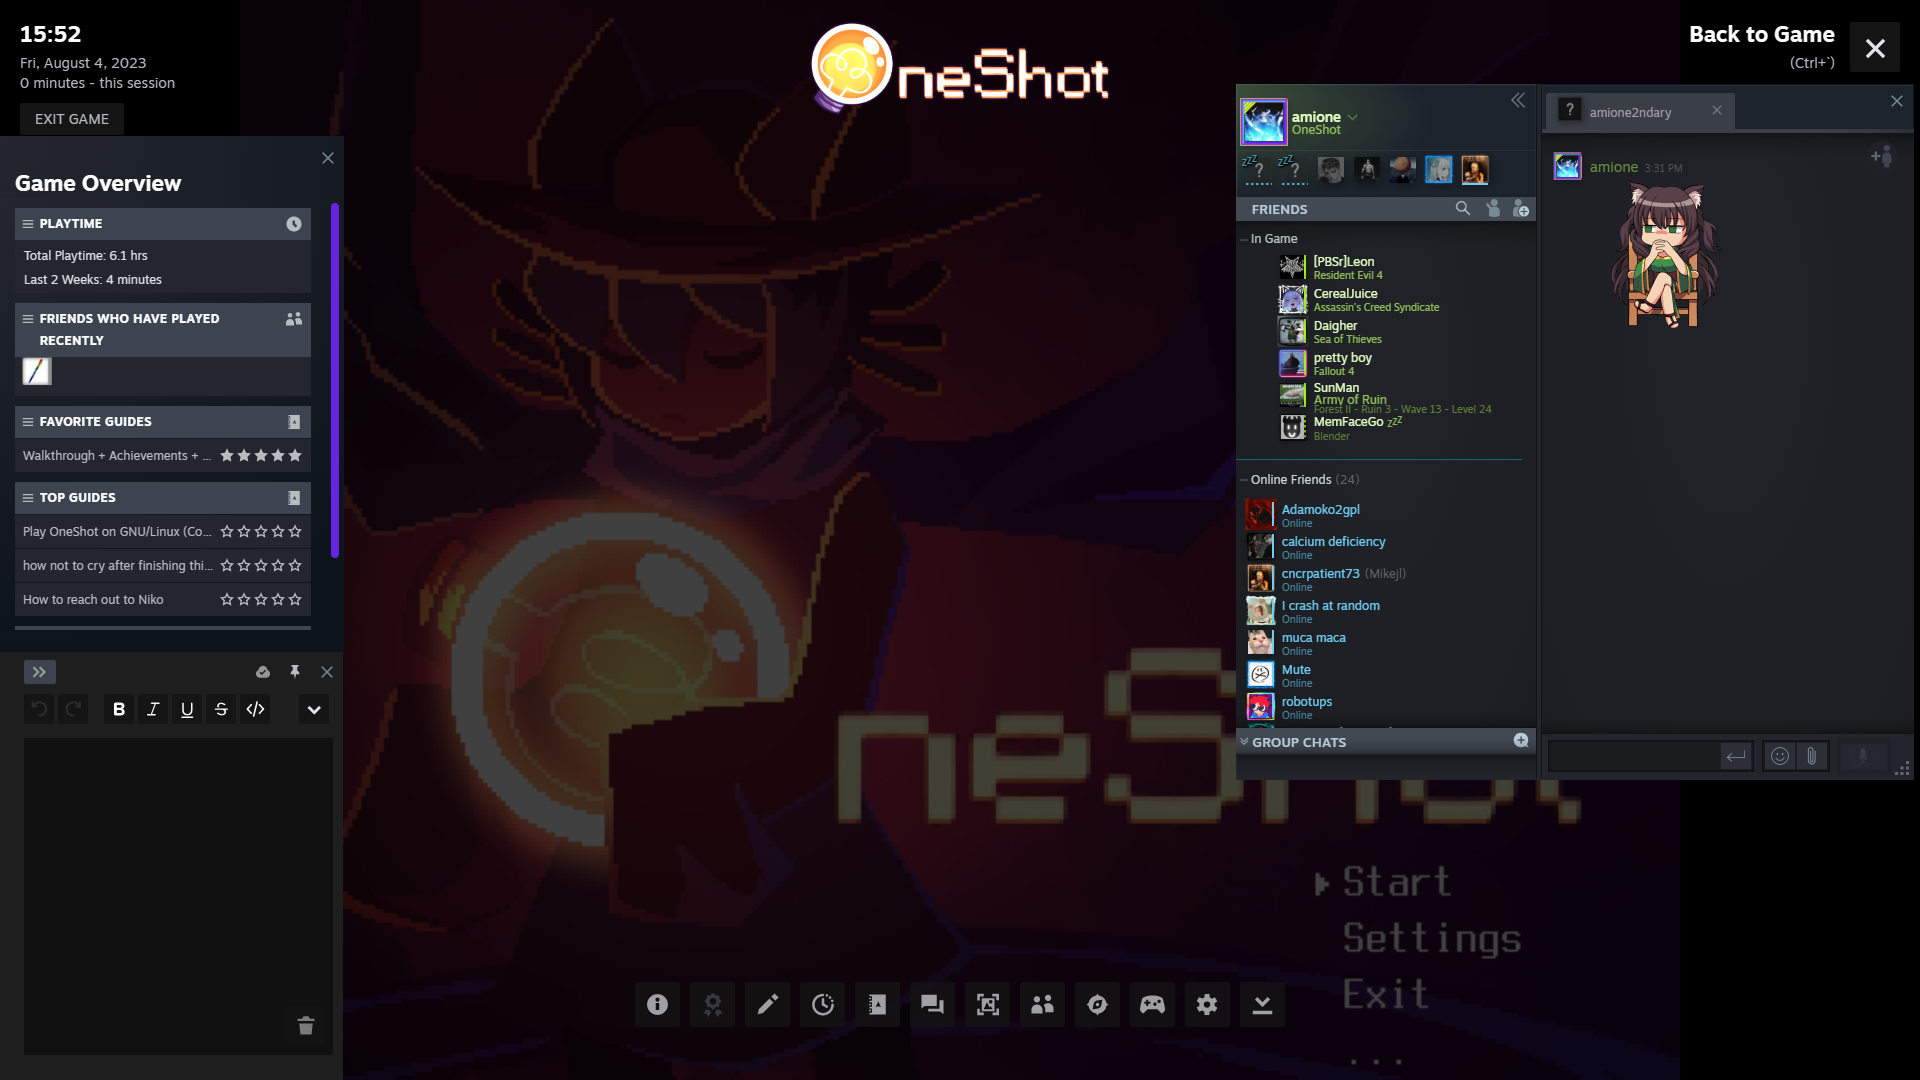 15:52
Fri, August 4, 2023
0 minutes - this session
EXIT GAME
OneShot
Back to Game
(Ctrl+`)
Game Overview
PLAYTIME
Total Playtime: 6.1 hrs
Last 2 Weeks: 4 minutes
FRIENDS WHO HAVE PLAYED
RECENTLY
FAVORITE GUIDES
Walkthrough + Achievements + ...
TOP GUIDES
Play OneShot on GNU/Linux (Co...
how not to cry after finishing thi...
How to reach out to Niko
B I U S </>
amione
OneShot
zzZ ? zzZ ?
FRIENDS
In Game
[PBSr]Leon
Resident Evil 4
CerealJuice
Assassin's Creed Syndicate
Daigher
Sea of Thieves
pretty boy
Fallout 4
SunMan
Army of Ruin
Forest II - Ruin 3 - Wave 13 - Level 24
MemFaceGo zzZ
Blender
Online Friends (24)
Adamoko2gpl
Online
calcium deficiency
Online
cncrpatient73 (Mikejl)
Online
I crash at random
Online
muca maca
Online
Mute
Online
robotups
Online
GROUP CHATS
? amione2ndary
amione 3:31 PM
neShot
Start
Settings
Exit
...